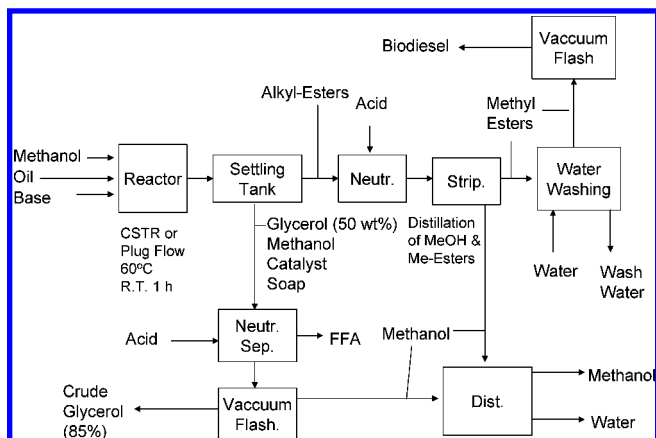 Biodiesel
Vaccuum
Flash
Alkyl-Esters
Acid
Methyl
Esters
Methanol
Oil
Base
Reactor
Settling
Tank
Neutr.
Strip.
Water
Washing
CSTR or
Plug Flow
60ºC
R.T. 1 h
Glycerol (50 wt%)
Methanol
Catalyst
Soap
Distillation
of MeOH &
Me-Esters
Water
Wash
Water
Acid
Neutr.
Sep.
FFA
Methanol
Crude
Glycerol
(85%)
Vaccuum
Flash.
Dist.
Methanol
Water